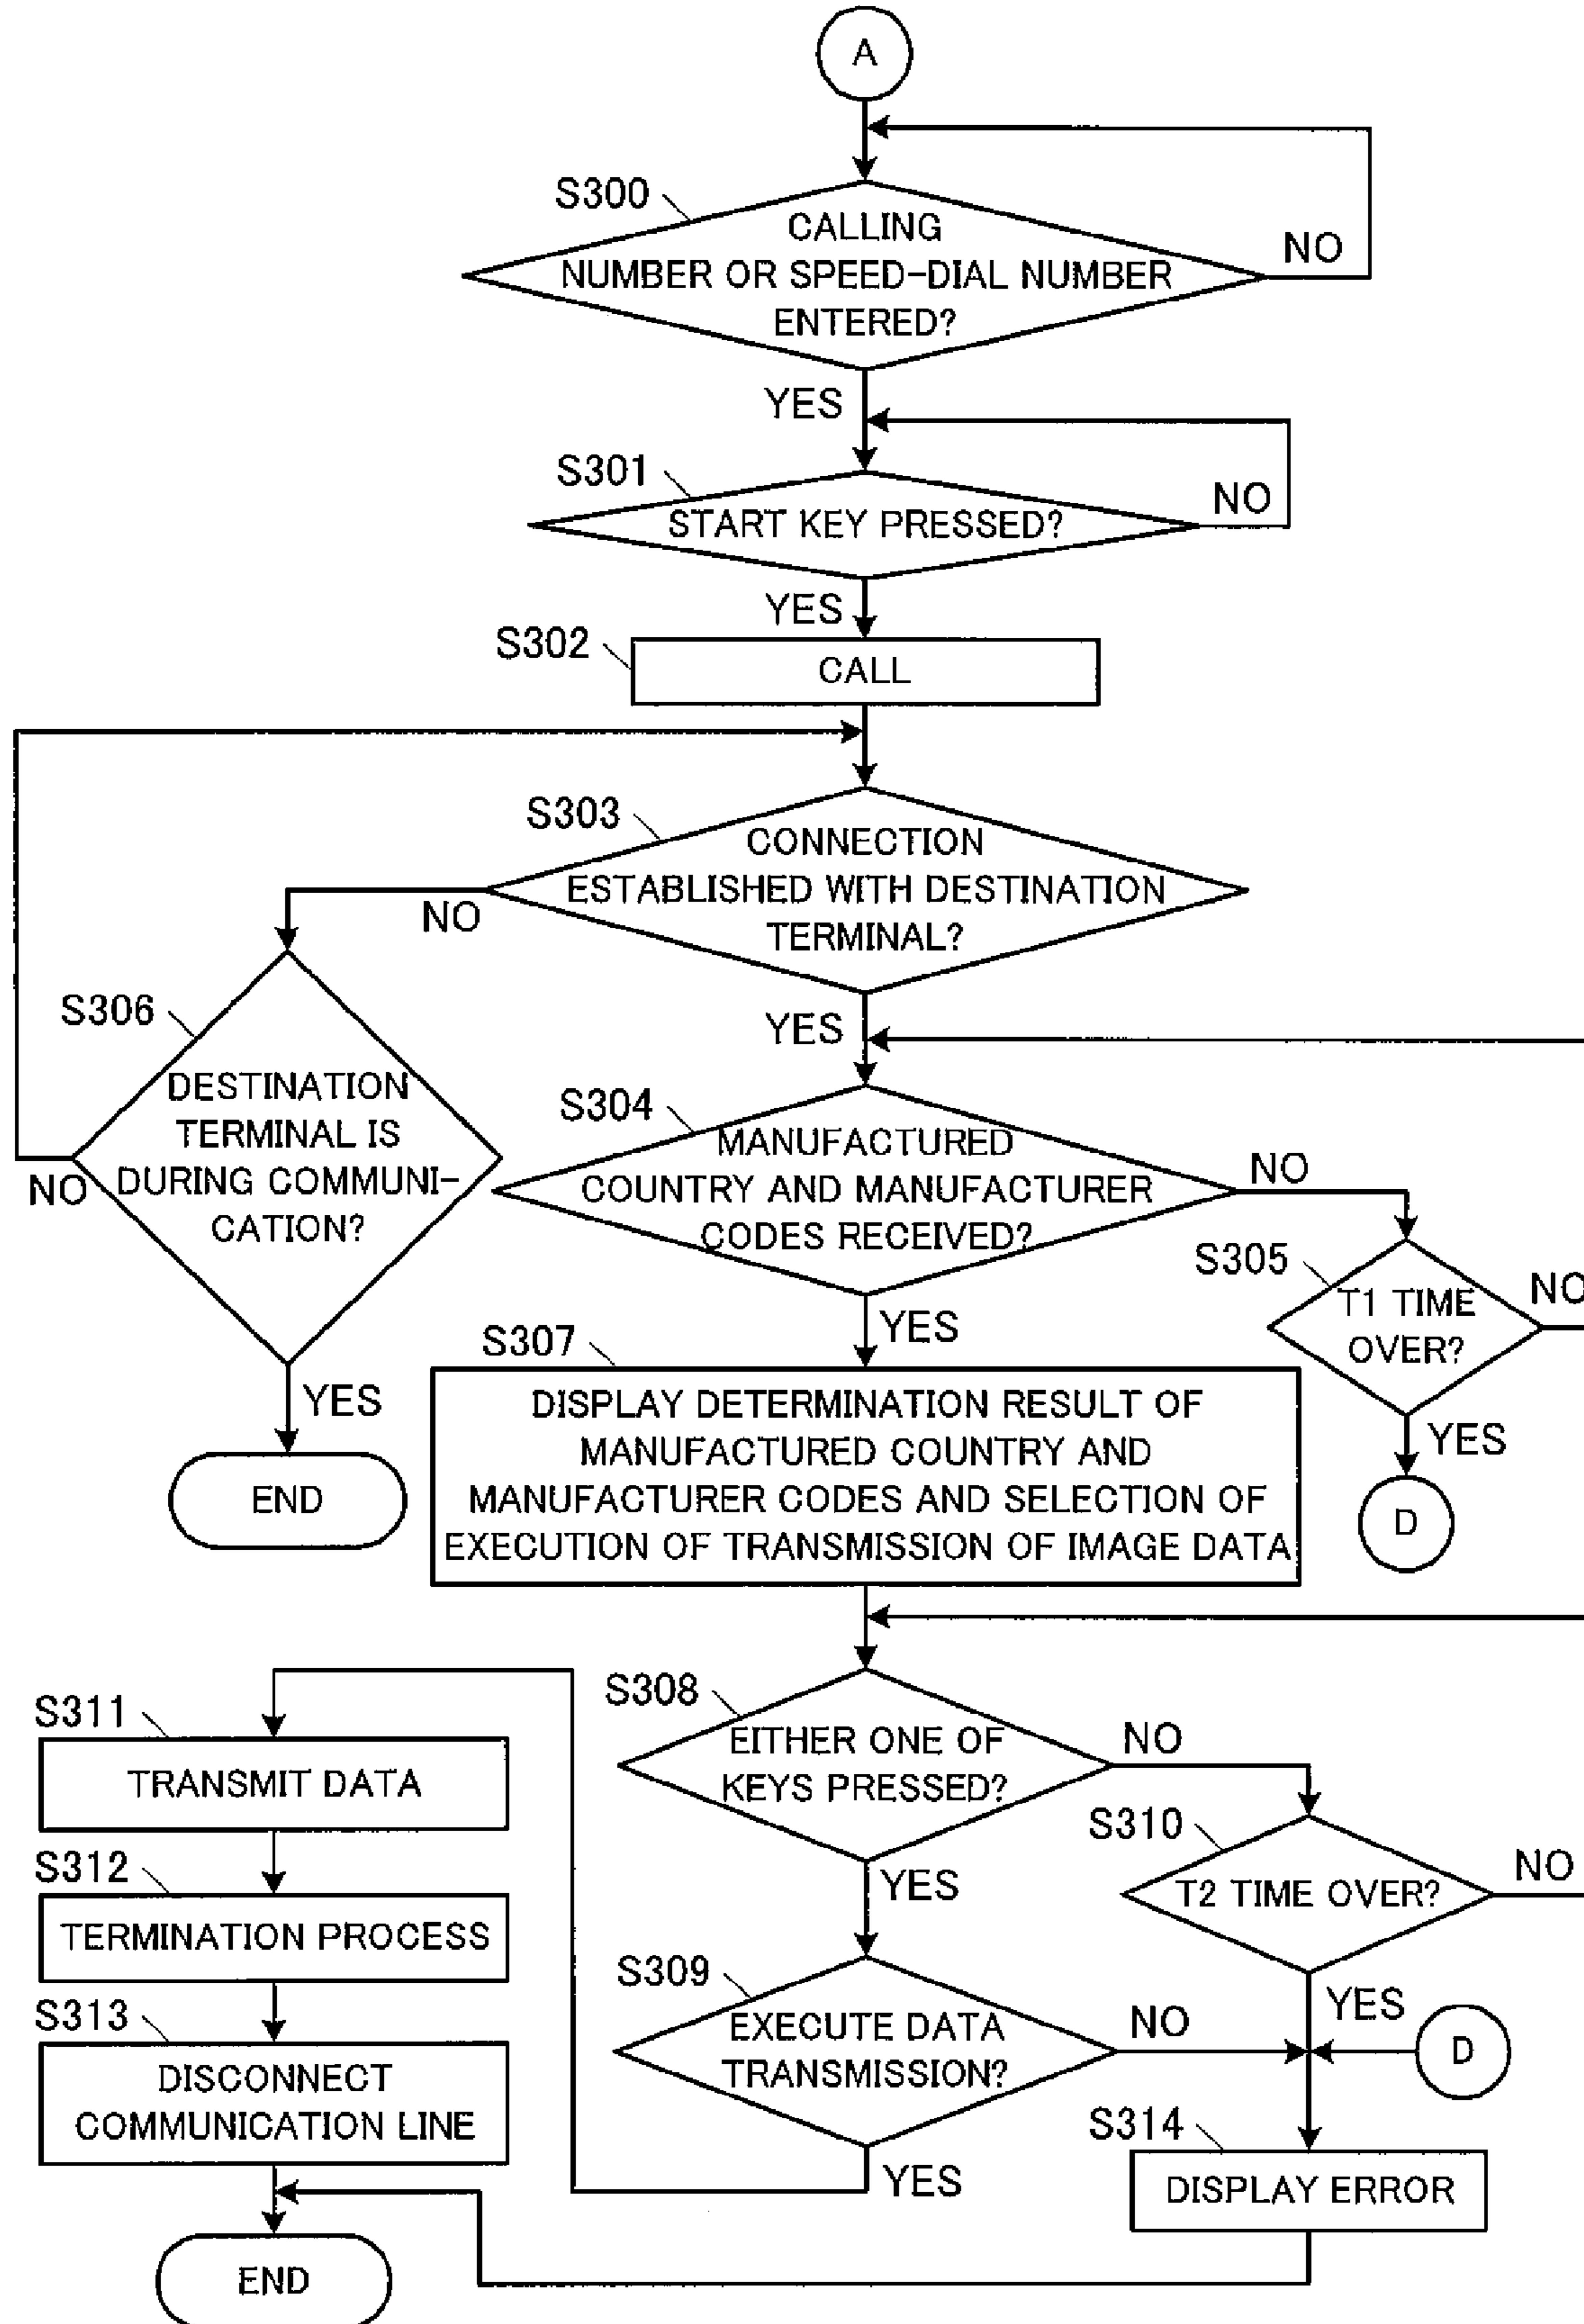 A
S300
CALLING
NUMBER OR SPEED-DIAL NUMBER
ENTERED?
NO
YES
S301
START KEY PRESSED?
NO
YES
S302
CALL
S303
CONNECTION
ESTABLISHED WITH DESTINATION
TERMINAL?
NO
YES
S306
DESTINATION
TERMINAL IS
DURING COMMUNI-
CATION?
NO
YES
END
S304
MANUFACTURED
COUNTRY AND MANUFACTURER
CODES RECEIVED?
NO
YES
S305
T1 TIME
OVER?
NO
YES
D
S307
DISPLAY DETERMINATION RESULT OF
MANUFACTURED COUNTRY AND
MANUFACTURER CODES AND SELECTION OF
EXECUTION OF TRANSMISSION OF IMAGE DATA
S308
EITHER ONE OF
KEYS PRESSED?
NO
YES
S310
T2 TIME OVER?
NO
YES
D
S309
EXECUTE DATA
TRANSMISSION?
NO
YES
S311
TRANSMIT DATA
S312
TERMINATION PROCESS
S313
DISCONNECT
COMMUNICATION LINE
S314
DISPLAY ERROR
END